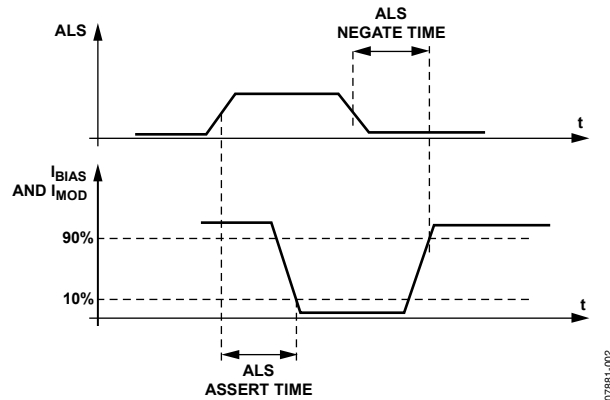 ALS
ALS
NEGATE TIME
t
IBIAS
AND IMOD
90%
10%
t
ALS
ASSERT TIME
07881-002